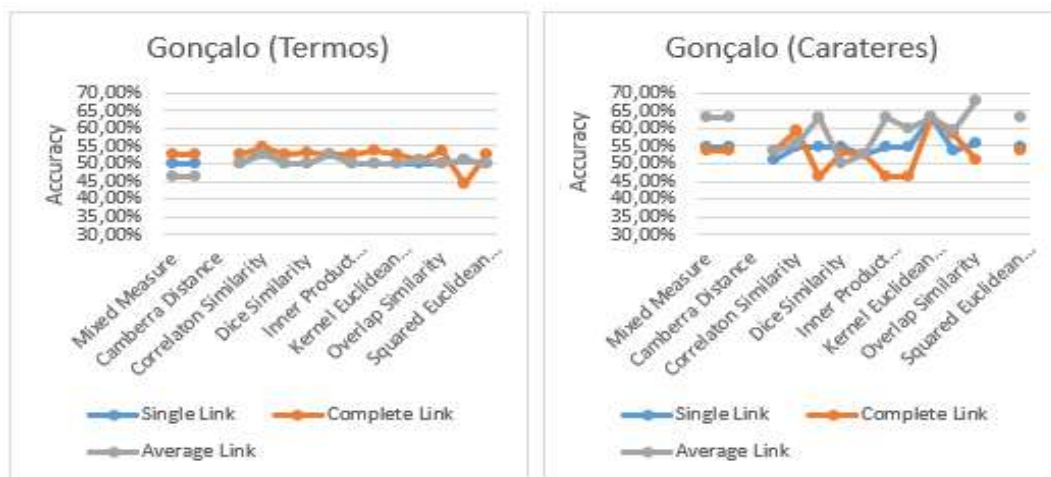 Gonçalo (Termos)
Accuracy
70,00%
65,00%
60,00%
55,00%
50,00%
45,00%
40,00%
35,00%
30,00%
Mixed Measure
Camberra Distance
Correlaton Similarity
Dice Similarity
Inner Product...
Kernel Euclidean...
Overlap Similarity
Squared Euclidean...
Single Link
Complete Link
Average Link
Gonçalo (Carateres)
Accuracy
70,00%
65,00%
60,00%
55,00%
50,00%
45,00%
40,00%
35,00%
30,00%
Mixed Measure
Camberra Distance
Correlaton Similarity
Dice Similarity
Inner Product...
Kernel Euclidean...
Overlap Similarity
Squared Euclidean...
Single Link
Complete Link
Average Link